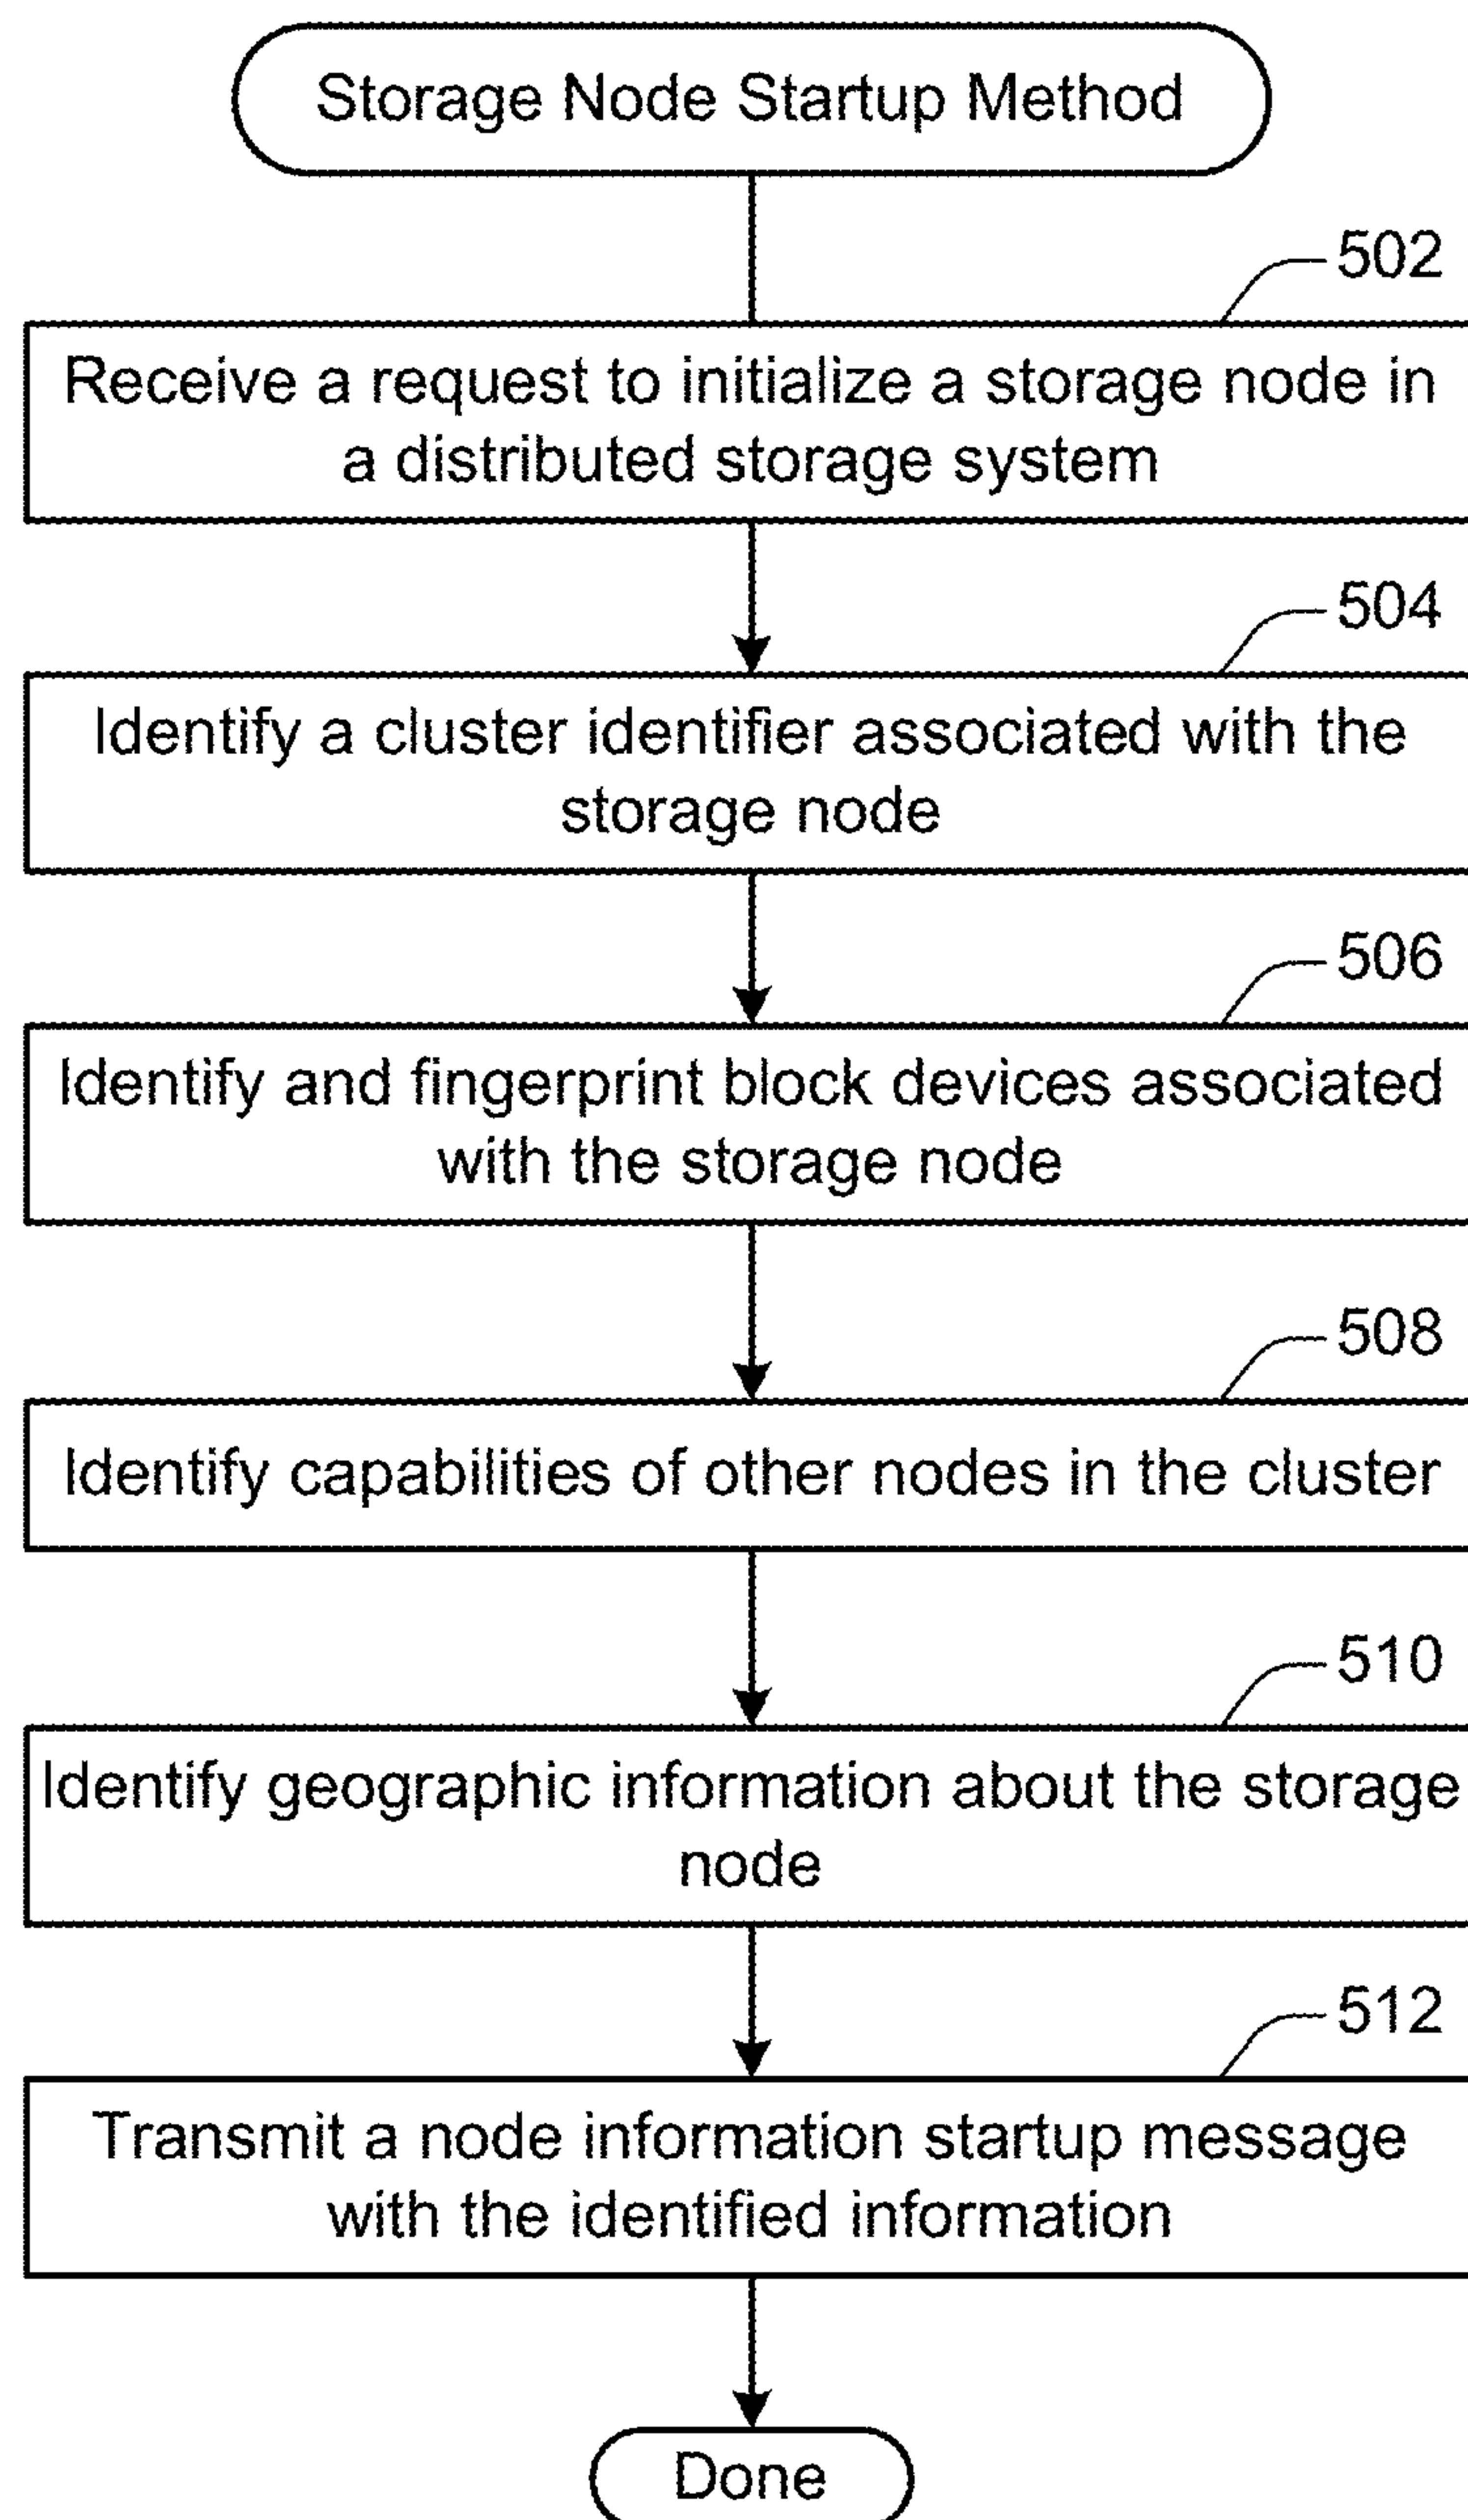 Storage Node Startup Method
502
Receive a request to initialize a storage node in
a distributed storage system
504
Identify a cluster identifier associated with the
storage node
506
Identify and fingerprint block devices associated
with the storage node
508
Identify capabilities of other nodes in the cluster
510
Identify geographic information about the storage
node
512
Transmit a node information startup message
with the identified information
Done